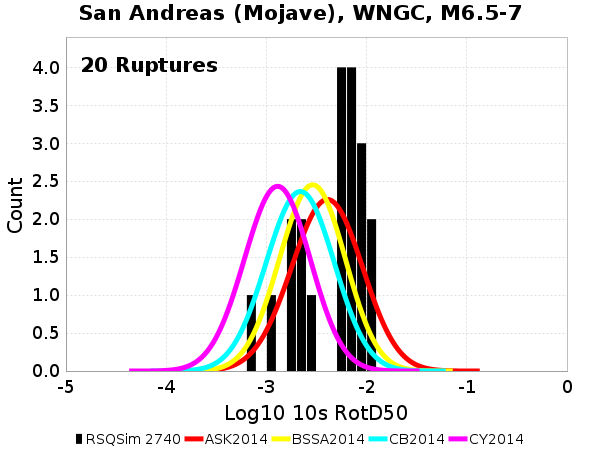 San Andreas (Mojave), WNGC, M6.5-7
20 Ruptures
4.0
3.5
3.0
2.5
2.0
1.5
1.0
0.5
0.0
Count
-5 -4 -3 -2 -1 0
Log10 10s RotD50
RSQSim 2740 ASK2014 BSSA2014 CB2014 CY2014